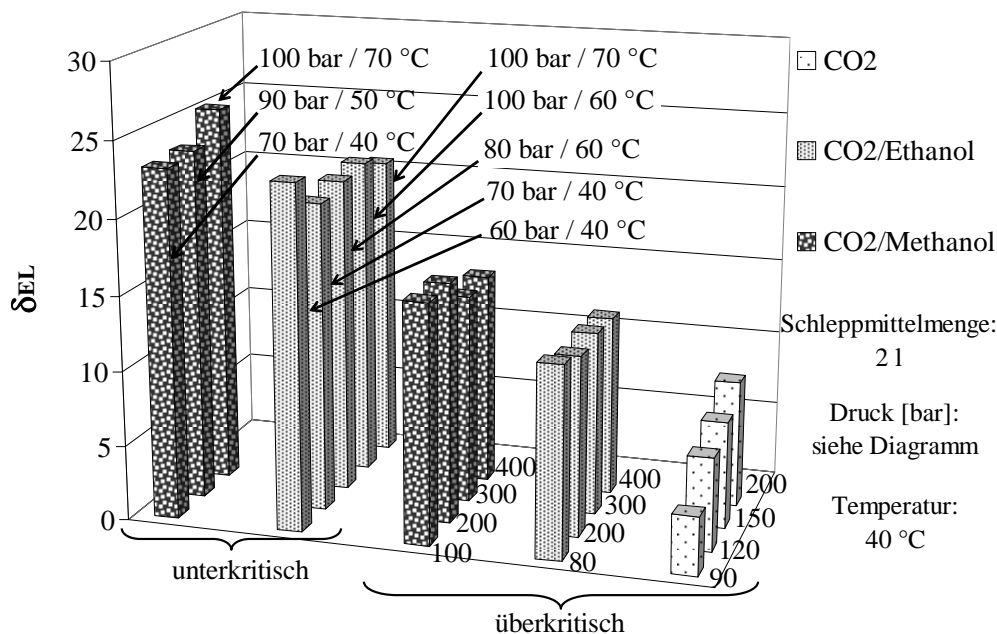 30
25
20
15
10
5
0
δEL
100 bar / 70 °C
90 bar / 50 °C
70 bar / 40 °C
100 bar / 70 °C
100 bar / 60 °C
80 bar / 60 °C
70 bar / 40 °C
60 bar / 40 °C
400
300
200
100
400
300
200
80
200
150
120
90
unterkritisch
überkritisch
CO2
CO2/Ethanol
CO2/Methanol
Schleppmittelmenge:
2 l
Druck [bar]:
siehe Diagramm
Temperatur:
40 °C